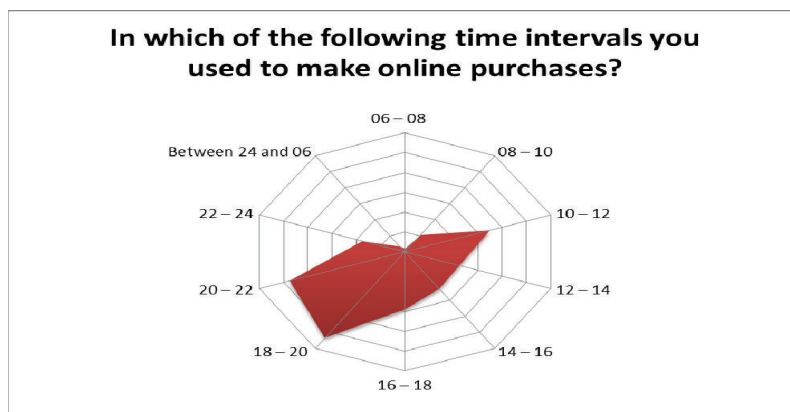 In which of the following time intervals you
used to make online purchases?
06 – 08
Between 24 and 06
08 – 10
22 – 24
10 – 12
20 – 22
12 – 14
18 – 20
14 – 16
16 – 18